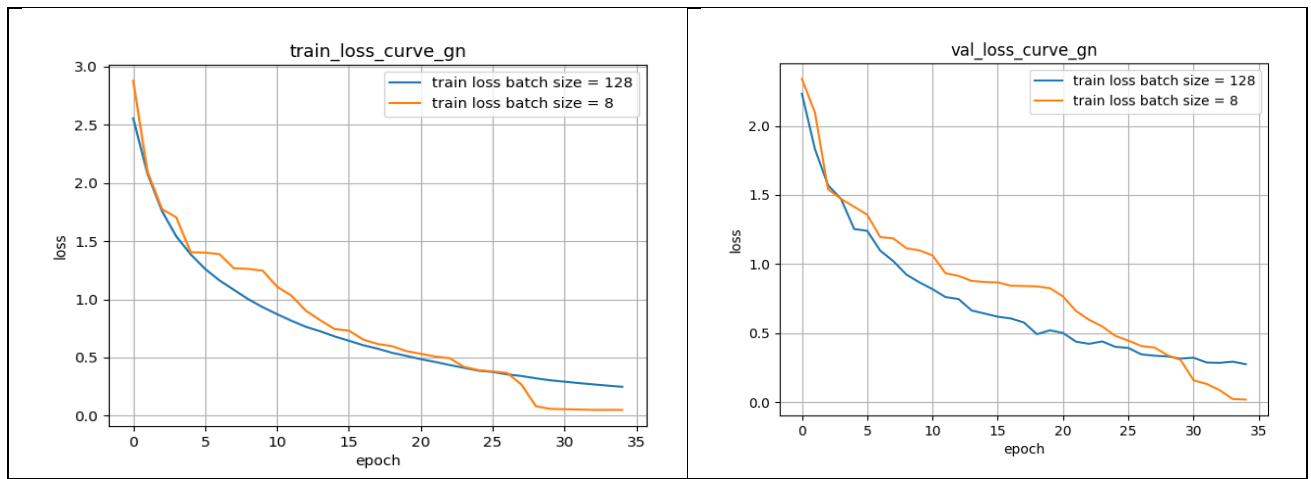 train_loss_curve_gn
3.0
2.5
2.0
1.5
1.0
0.5
0.0
loss
train loss batch size = 128
train loss batch size = 8
0 5 10 15 20 25 30 35
epoch
val_loss_curve_gn
2.0
1.5
1.0
0.5
0.0
loss
train loss batch size = 128
train loss batch size = 8
0 5 10 15 20 25 30 35
epoch